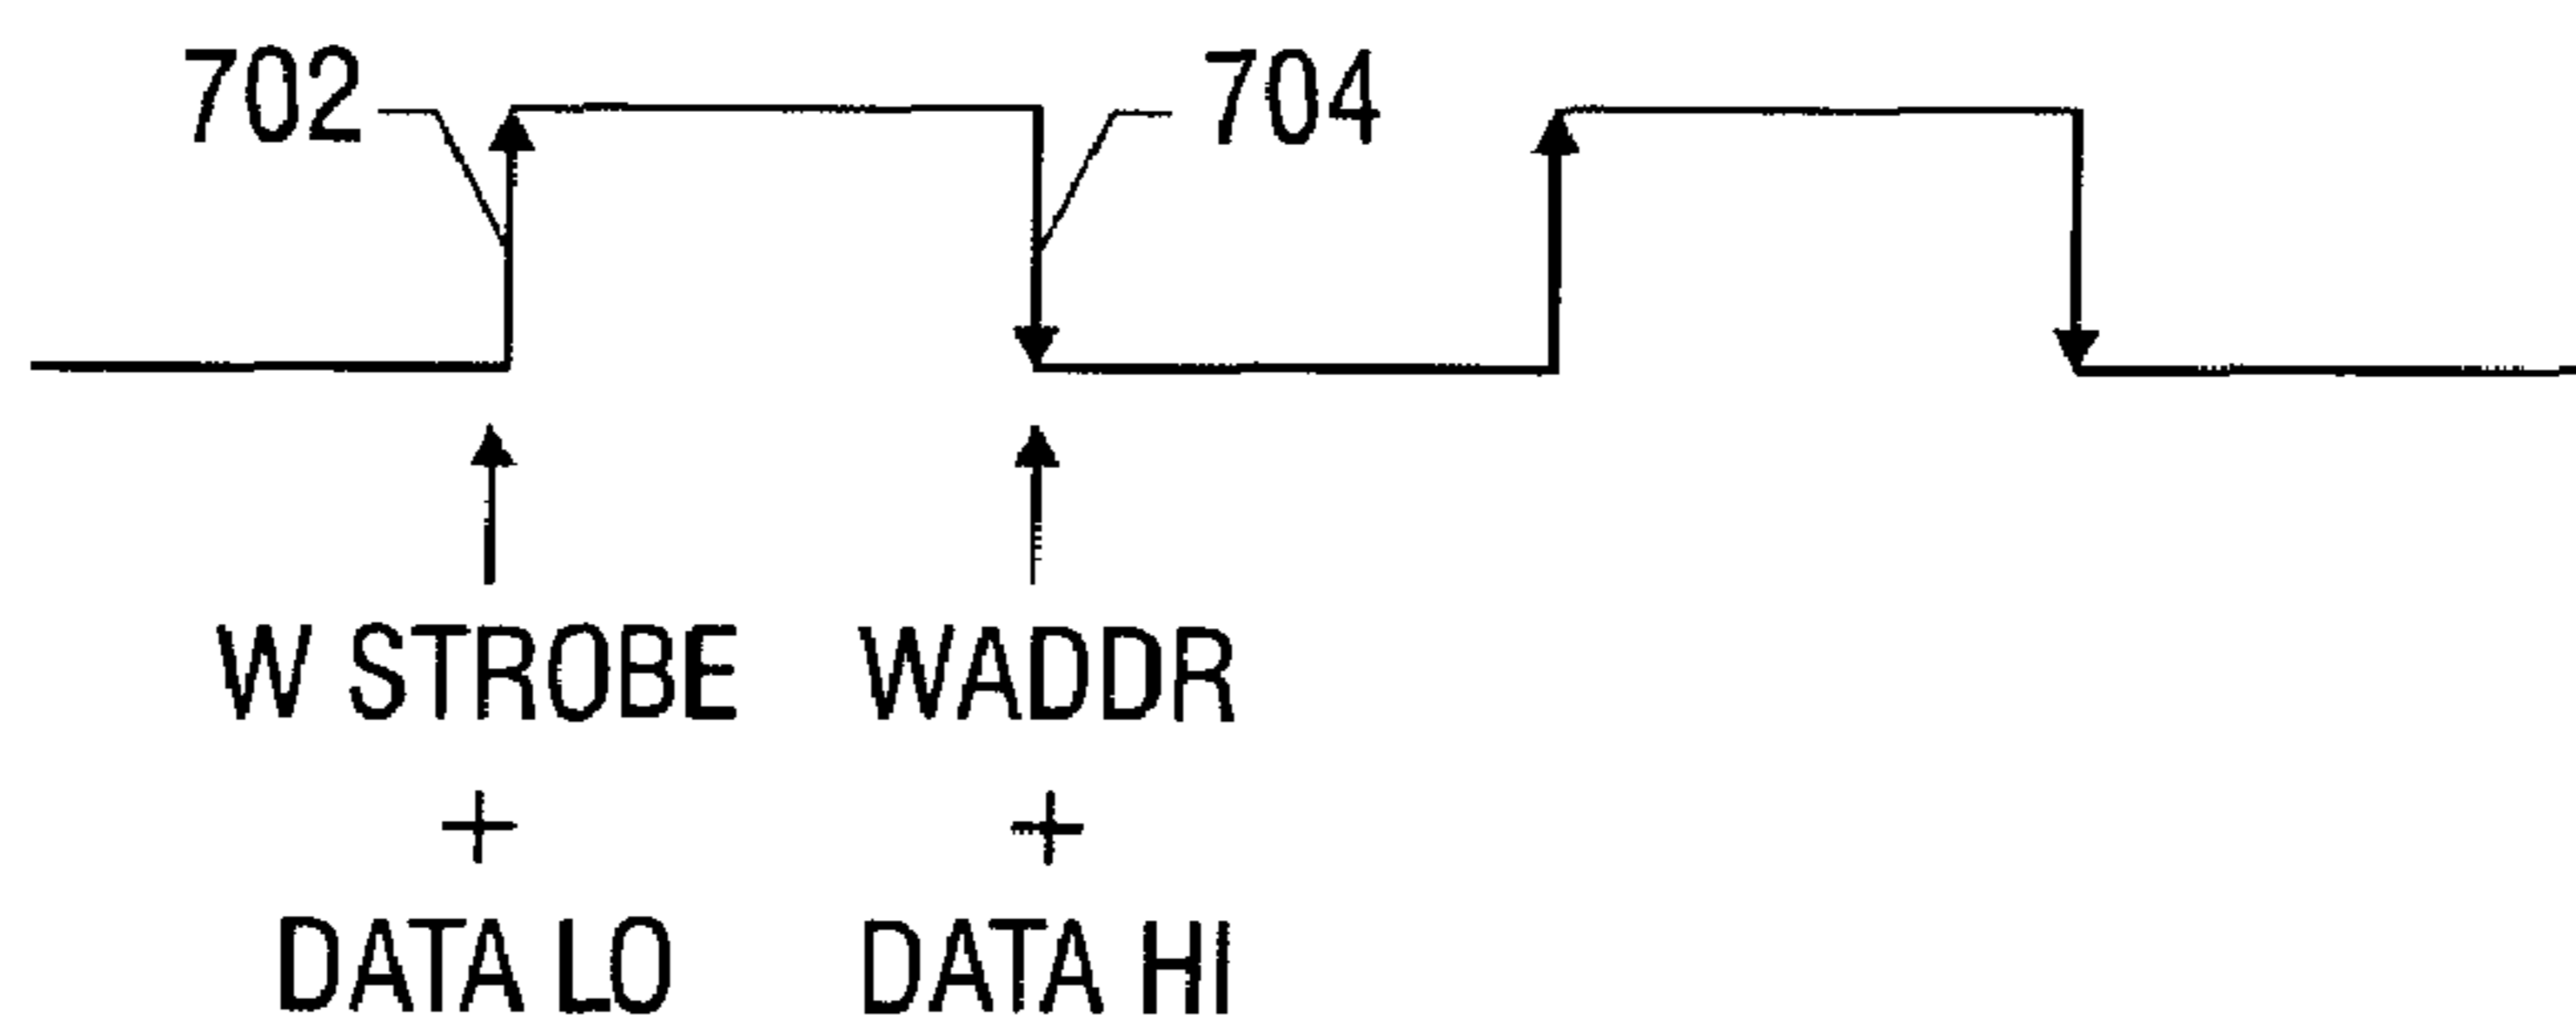 702 704
W STROBE WADDR
+ +
DATA LO DATA HI